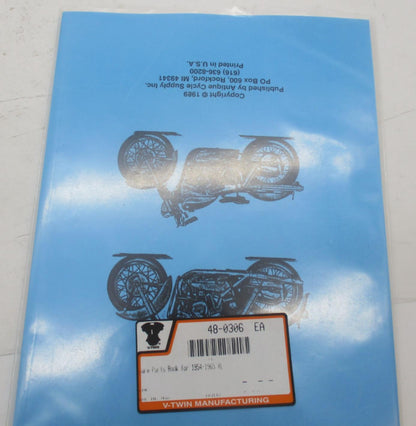 Copyright © 1989
Published by Antique Cycle Supply Inc.
PO Box 600, Rockford, MI 49341
(616) 636-8200
Printed in U.S.A.
48-0306 EA
Parts Book for 1954-1965
V-TWIN
V-TWIN MANUFACTURING